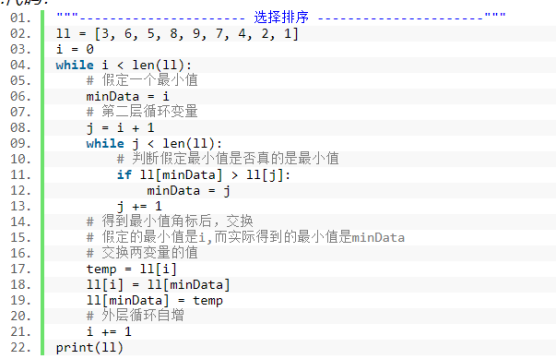 :代码:
01. """---------------------- 选择排序 ----------------------"""
02. ll = [3, 6, 5, 8, 9, 7, 4, 2, 1]
03. i = 0
04. while i < len(ll):
05.     # 假定一个最小值
06.     minData = i
07.     # 第二层循环变量
08.     j = i + 1
09.     while j < len(ll):
10.         # 判断假定最小值是否真的是最小值
11.         if ll[minData] > ll[j]:
12.             minData = j
13.         j += 1
14.     # 得到最小值角标后，交换
15.     # 假定的最小值是i,而实际得到的最小值是minData
16.     # 交换两变量的值
17.     temp = ll[i]
18.     ll[i] = ll[minData]
19.     ll[minData] = temp
20.     # 外层循环自增
21.     i += 1
22. print(ll)